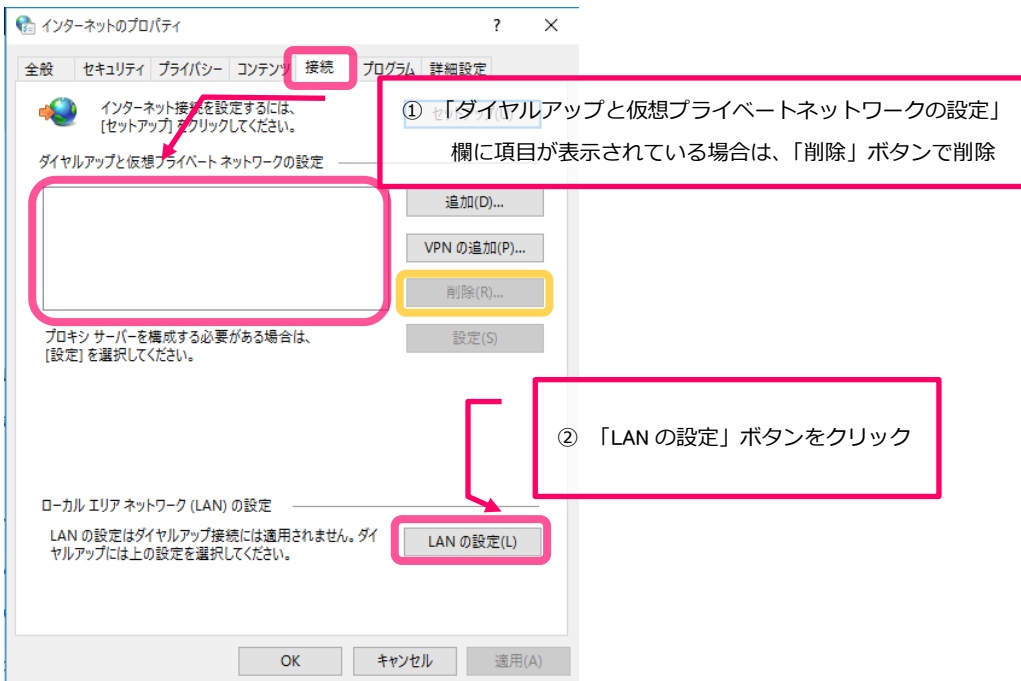 インターネットのプロパティ ? ×
全般 セキュリティ プライバシー コンテンツ 接続 プログラム 詳細設定
インターネット接続を設定するには、
[セットアップ] をクリックしてください。
① 「ダイヤルアップと仮想プライベートネットワークの設定」
欄に項目が表示されている場合は、「削除」ボタンで削除
ダイヤルアップと仮想プライベート ネットワークの設定
追加(D)...
VPN の追加(P)...
削除(R)...
プロキシ サーバーを構成する必要がある場合は、
[設定] を選択してください。
設定(S)
② 「LAN の設定」ボタンをクリック
ローカル エリア ネットワーク (LAN) の設定
LAN の設定はダイヤルアップ接続には適用されません。ダイ
ヤルアップには上の設定を選択してください。
LAN の設定(L)
OK キャンセル 適用(A)